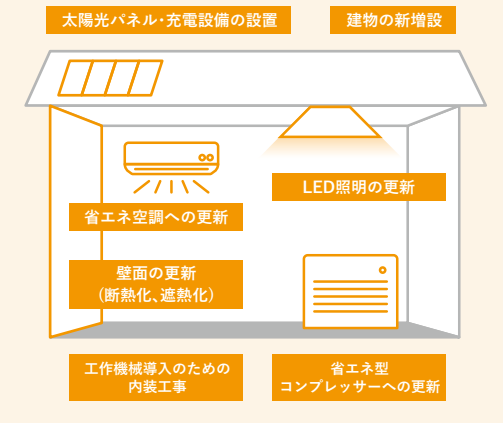 太陽光パネル・充電設備の設置
建物の新増設
LED照明の更新
省エネ空調への更新
壁面の更新
(断熱化、遮熱化)
工作機械導入のための
内装工事
省エネ型
コンプレッサーへの更新